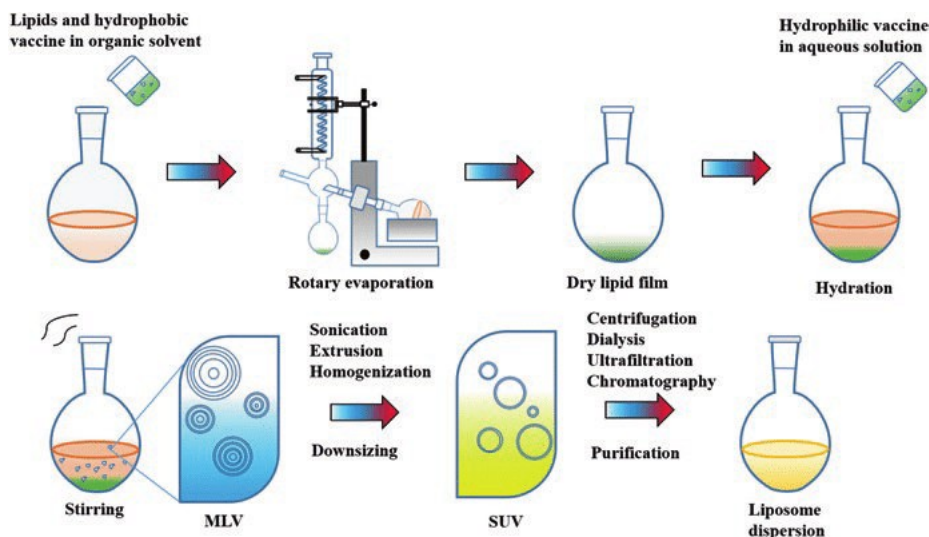 Lipids and hydrophobic
vaccine in organic solvent
Hydrophilic vaccine
in aqueous solution
Rotary evaporation
Dry lipid film
Hydration
Sonication
Extrusion
Homogenization
Downsizing
Centrifugation
Dialysis
Ultrafiltration
Chromatography
Purification
Stirring
MLV
SUV
Liposome
dispersion